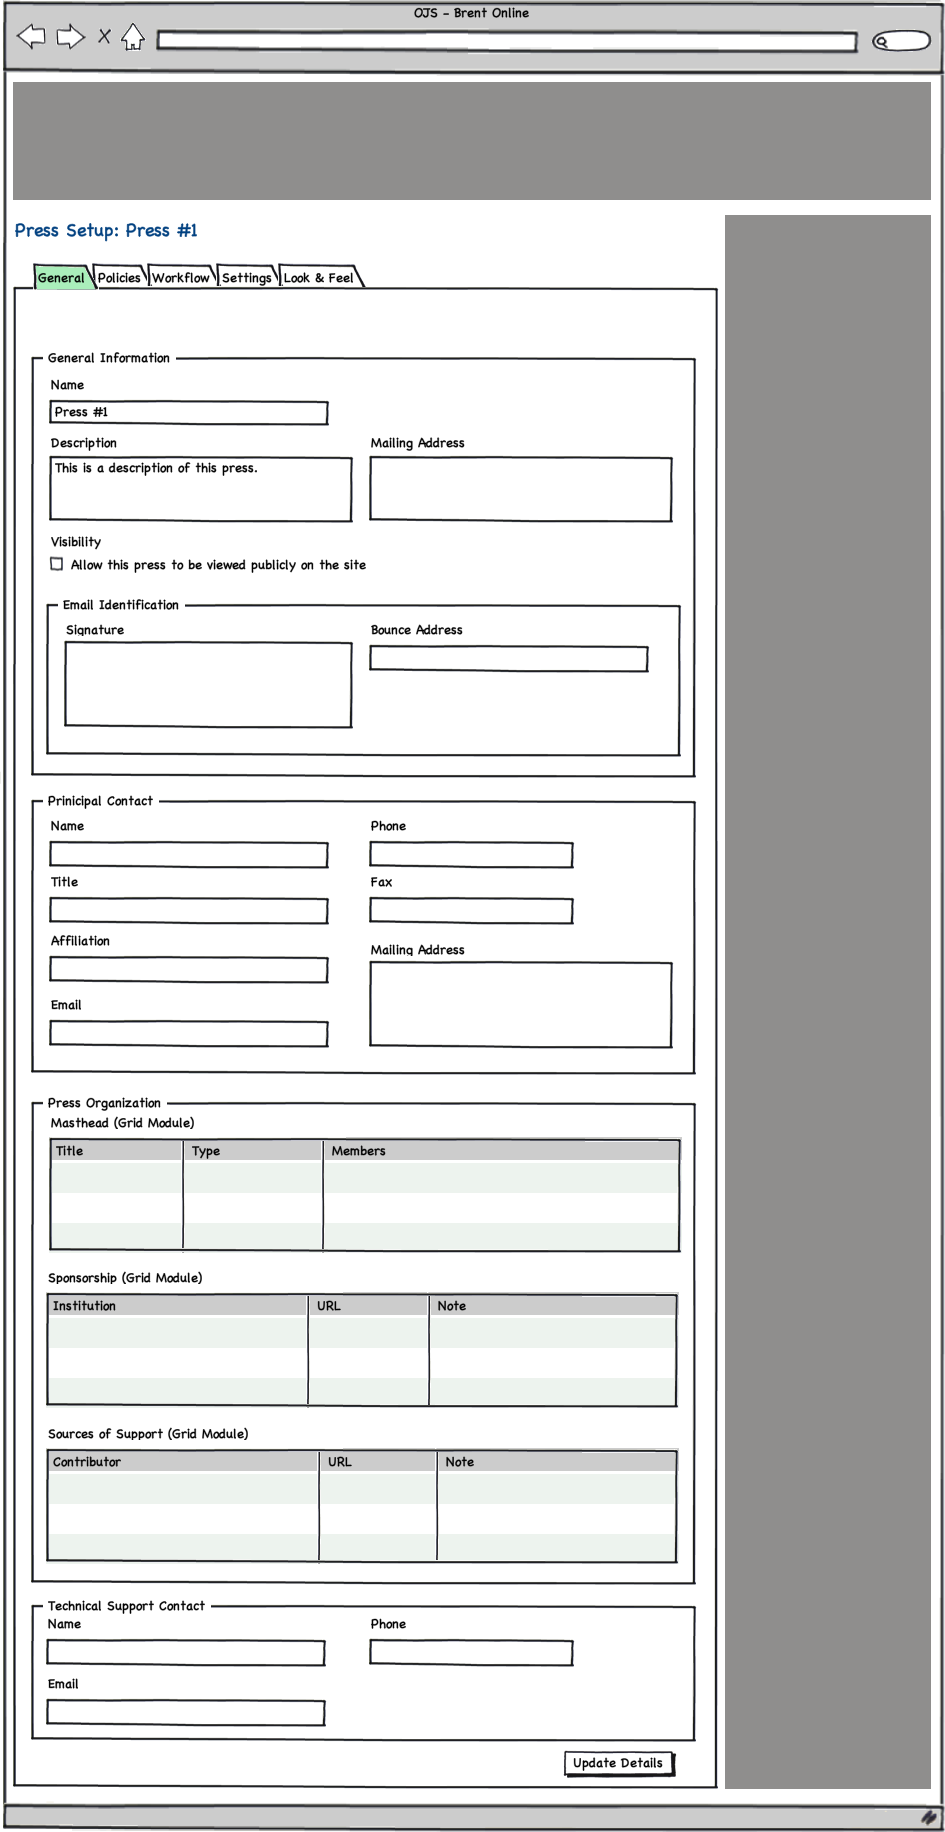 OJS - Brent Online
Press Setup: Press #1
General Policies Workflow Settings Look & Feel
General Information
Name
Press #1
Description Mailing Address
This is a description of this press.
Visibility
Allow this press to be viewed publicly on the site
Email Identification
Signature Bounce Address
Prinicipal Contact
Name Phone
Title Fax
Affiliation Mailing Address
Email
Press Organization
Masthead (Grid Module)
Title Type Members
Sponsorship (Grid Module)
Institution URL Note
Sources of Support (Grid Module)
Contributor URL Note
Technical Support Contact
Name Phone
Email
Update Details